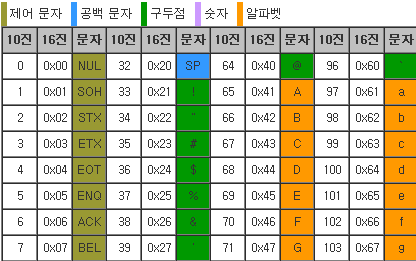 제어 문자 공백 문자 구두점 숫자 알파벳
10진 16진 문자 10진 16진 문자 10진 16진 문자 10진 16진 문자
0 0x00 NUL 32 0x20 SP 64 0x40 @ 96 0x60 `
1 0x01 SOH 33 0x21 ! 65 0x41 A 97 0x61 a
2 0x02 STX 34 0x22 " 66 0x42 B 98 0x62 b
3 0x03 ETX 35 0x23 # 67 0x43 C 99 0x63 c
4 0x04 EOT 36 0x24 $ 68 0x44 D 100 0x64 d
5 0x05 ENQ 37 0x25 % 69 0x45 E 101 0x65 e
6 0x06 ACK 38 0x26 & 70 0x46 F 102 0x66 f
7 0x07 BEL 39 0x27 ' 71 0x47 G 103 0x67 g